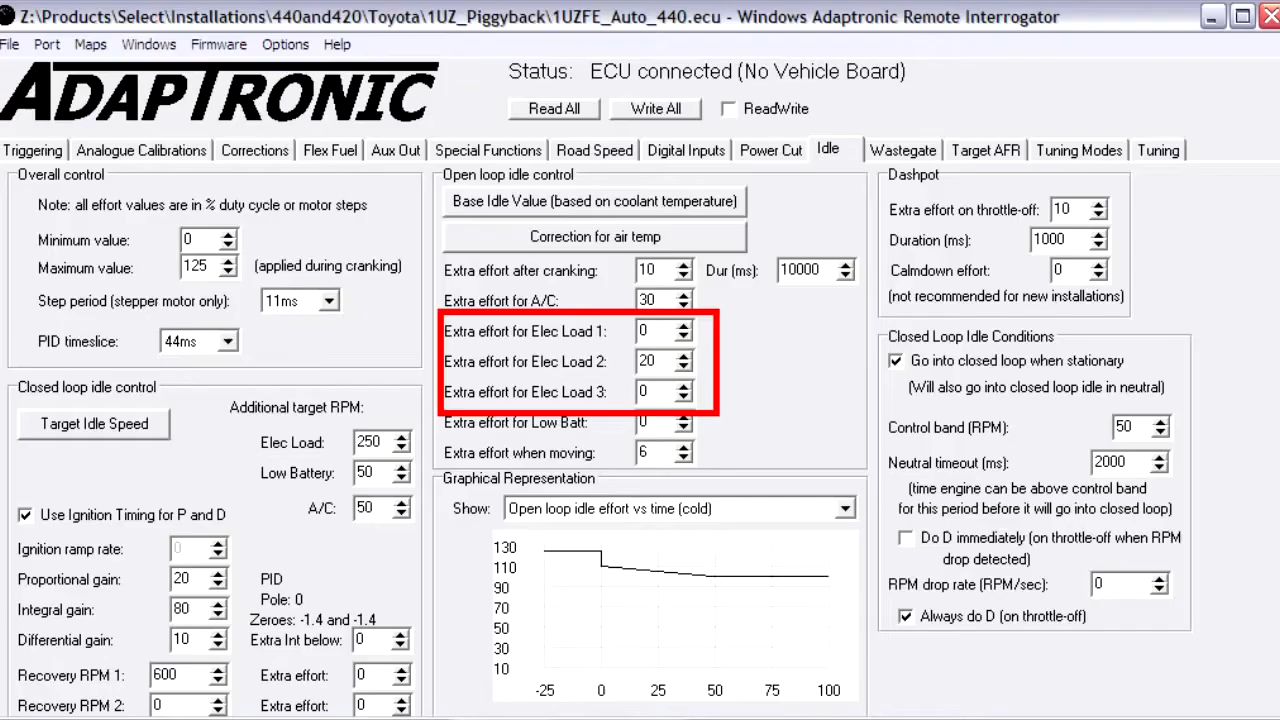 Z:\Products\Select\Installations\440and420\Toyota\1UZ_Piggyback\1UZFE_Auto_440.ecu - Windows Adaptronic Remote Interrogator
File Port Maps Windows Firmware Options Help
ADAPTRONIC
Status: ECU connected (No Vehicle Board)
Read All Write All ReadWrite
Triggering Analogue Calibrations Corrections Flex Fuel Aux Out Special Functions Road Speed Digital Inputs Power Cut Idle Wastegate Target AFR Tuning Modes Tuning
Overall control
Note: all effort values are in % duty cycle or motor steps
Minimum value: 0
Maximum value: 125 (applied during cranking)
Step period (stepper motor only): 11ms
PID timeslice: 44ms
Closed loop idle control
Target Idle Speed
Additional target RPM:
Elec Load: 250
Low Battery: 50
A/C: 50
Use Ignition Timing for P and D
Ignition ramp rate: 0
Proportional gain: 20
Integral gain: 80
Differential gain: 10
PID
Pole: 0
Zeroes: -1.4 and -1.4
Extra Int below: 0
Recovery RPM 1: 600 Extra effort: 0
Recovery RPM 2: 0 Extra effort: 0
Open loop idle control
Base Idle Value (based on coolant temperature)
Correction for air temp
Extra effort after cranking: 10 Dur (ms): 10000
Extra effort for A/C: 30
Extra effort for Elec Load 1: 0
Extra effort for Elec Load 2: 20
Extra effort for Elec Load 3: 0
Extra effort for Low Batt: 0
Extra effort when moving: 6
Graphical Representation
Show: Open loop idle effort vs time (cold)
130
110
90
70
50
30
10
-25 0 25 50 75 100
Dashpot
Extra effort on throttle-off: 10
Duration (ms): 1000
Calmdown effort: 0
(not recommended for new installations)
Closed Loop Idle Conditions
Go into closed loop when stationary
(Will also go into closed loop idle in neutral)
Control band (RPM): 50
Neutral timeout (ms): 2000
(time engine can be above control band
for this period before it will go into closed loop)
Do D immediately (on throttle-off when RPM
drop detected)
RPM drop rate (RPM/sec): 0
Always do D (on throttle-off)